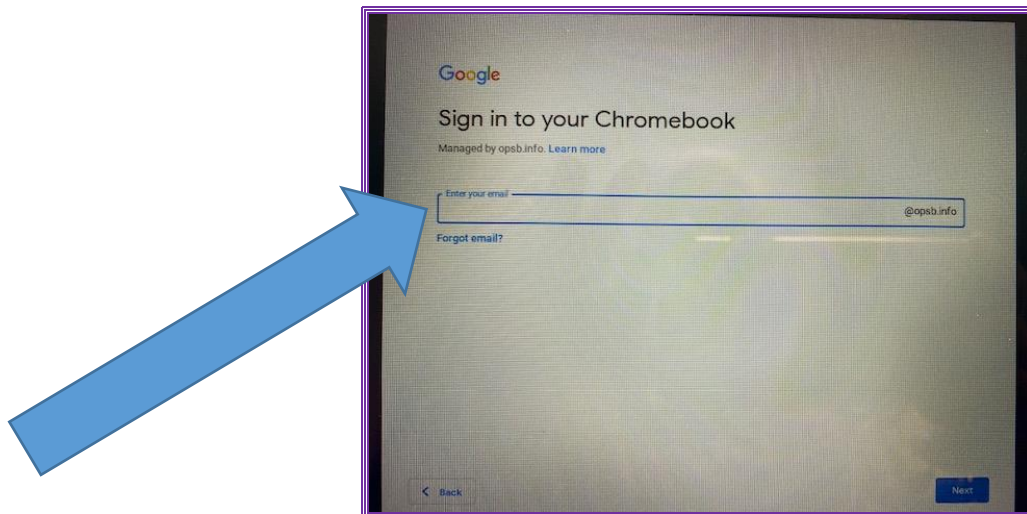 Google
Sign in to your Chromebook
Managed by opsb.info. Learn more
Enter your email
@opsb.info
Forgot email?
Back
Next